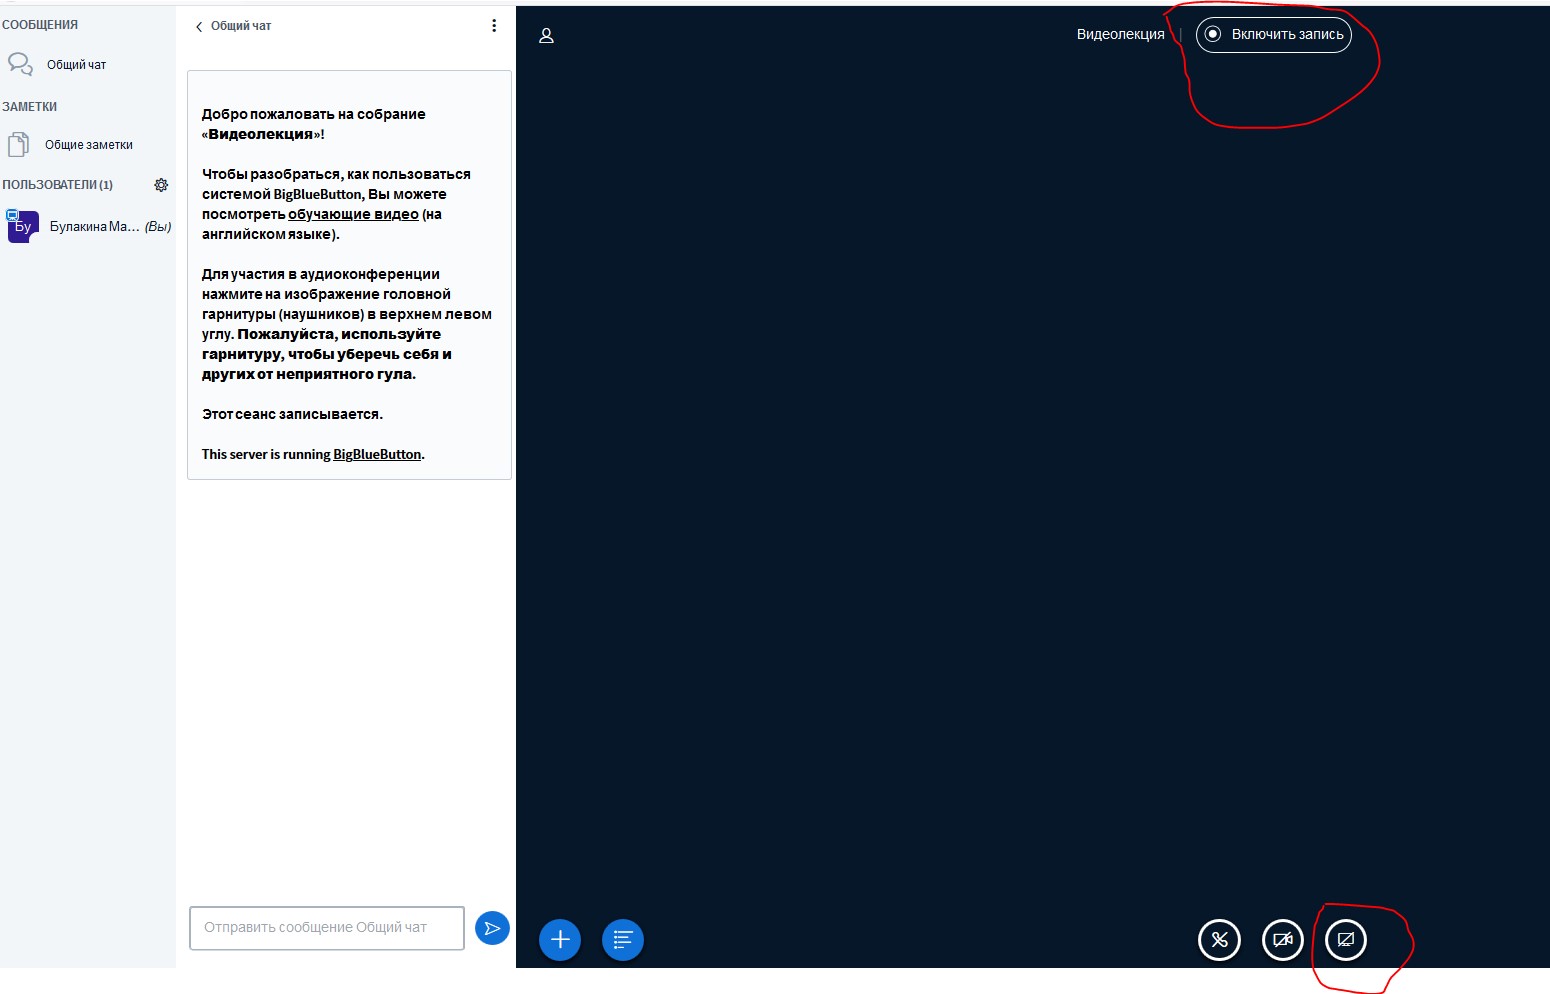 СООБЩЕНИЯ
Общий чат
ЗАМЕТКИ
Общие заметки
ПОЛЬЗОВАТЕЛИ (1)
Бу
Булакина Ма... (Вы)
Общий чат
Добро пожаловать на собрание
«Видеолекция»!
Чтобы разобраться, как пользоваться
системой BigBlueButton, Вы можете
посмотреть обучающие видео (на
английском языке).
Для участия в аудиоконференции
нажмите на изображение головной
гарнитуры (наушников) в верхнем левом
углу. Пожалуйста, используйте
гарнитуру, чтобы уберечь себя и
других от неприятного гула.
Этот сеанс записывается.
This server is running BigBlueButton.
Отправить сообщение Общий чат
Видеолекция | Включить запись